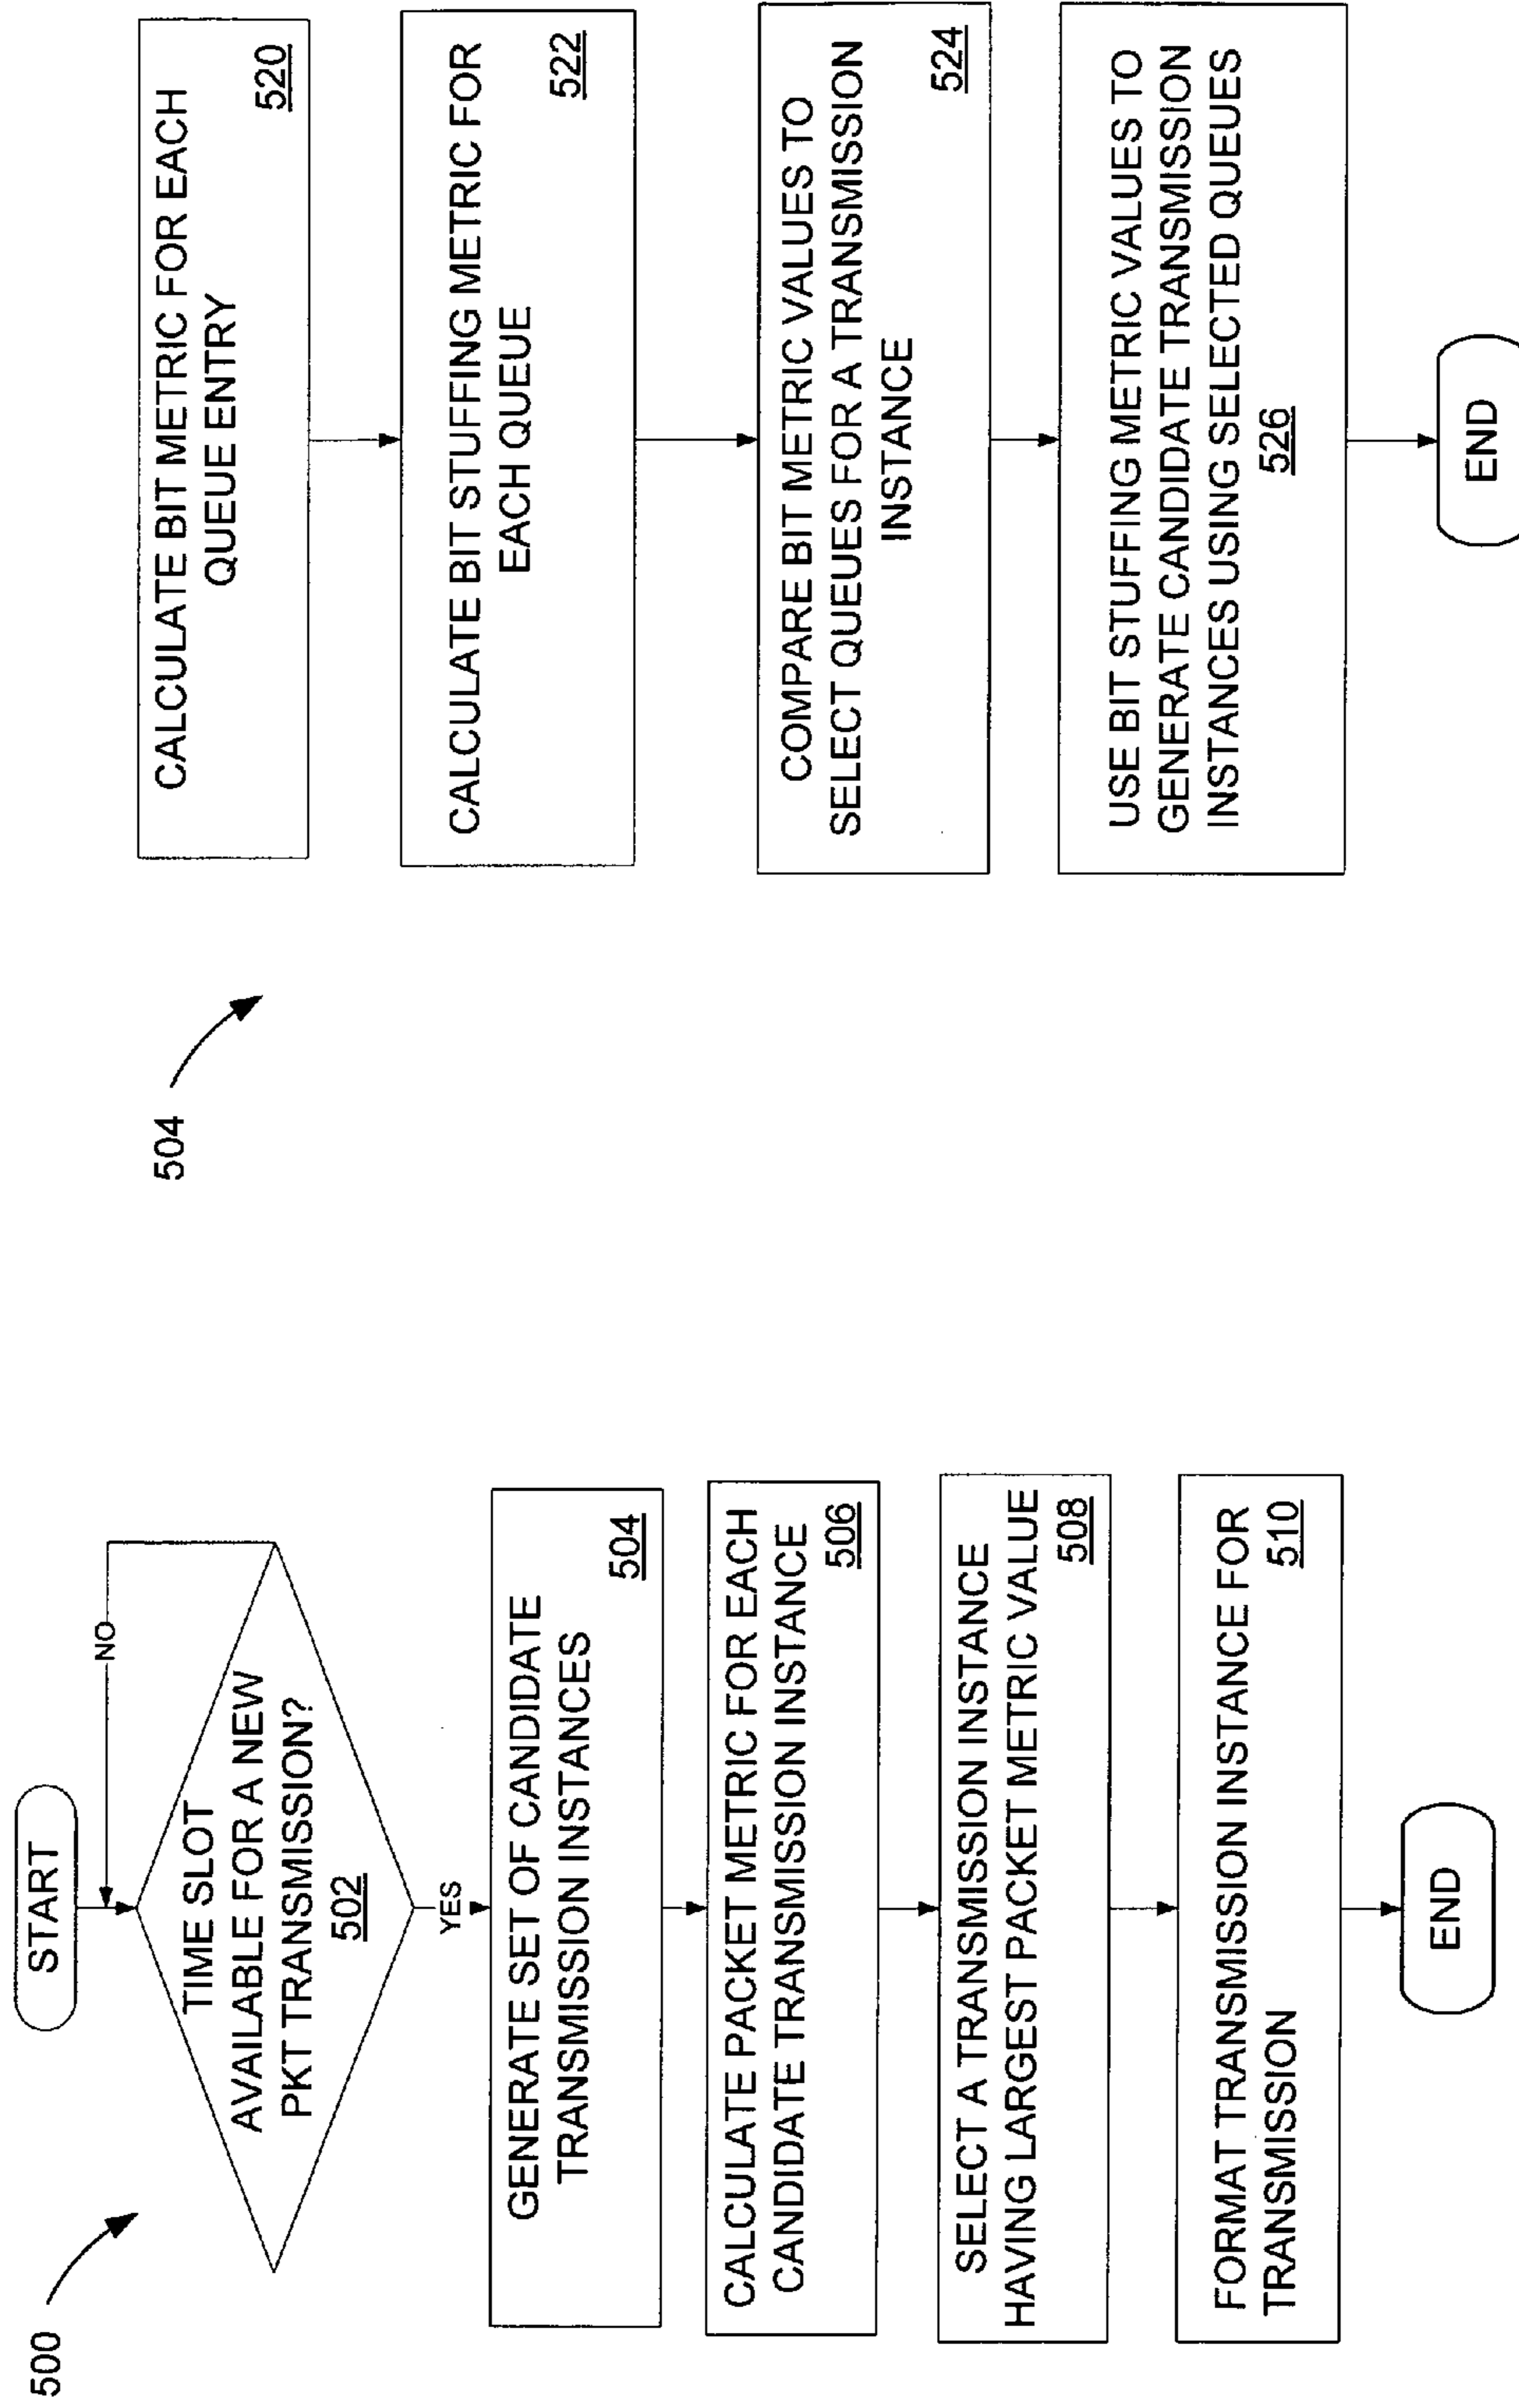 500
START
TIME SLOT
AVAILABLE FOR A NEW
PKT TRANSMISSION?
502
NO
YES
GENERATE SET OF CANDIDATE
TRANSMISSION INSTANCES
504
CALCULATE PACKET METRIC FOR EACH
CANDIDATE TRANSMISSION INSTANCE
506
SELECT A TRANSMISSION INSTANCE
HAVING LARGEST PACKET METRIC VALUE
508
FORMAT TRANSMISSION INSTANCE FOR
TRANSMISSION
510
END
504
CALCULATE BIT METRIC FOR EACH
QUEUE ENTRY
520
CALCULATE BIT STUFFING METRIC FOR
EACH QUEUE
522
COMPARE BIT METRIC VALUES TO
SELECT QUEUES FOR A TRANSMISSION
INSTANCE
524
USE BIT STUFFING METRIC VALUES TO
GENERATE CANDIDATE TRANSMISSION
INSTANCES USING SELECTED QUEUES
526
END